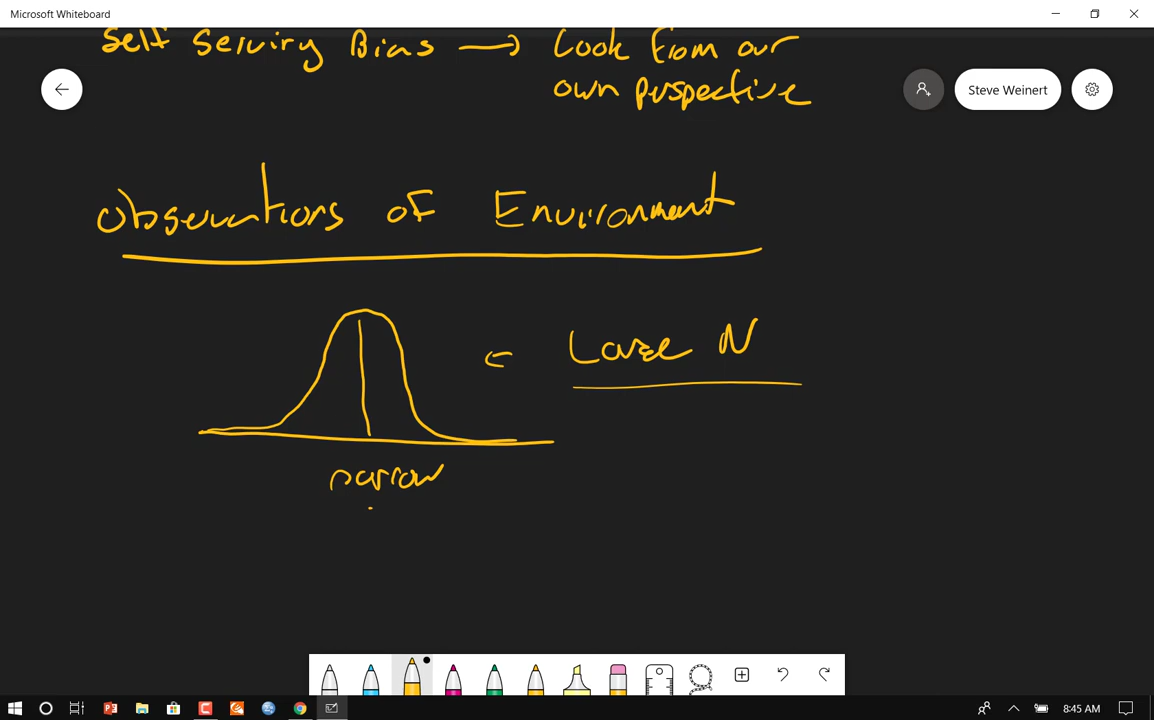 Microsoft Whiteboard
Self Serving Bias → Look from our
own perspective
Steve Weinert
Observations of Environment
= Large N
narrow
8:45 AM